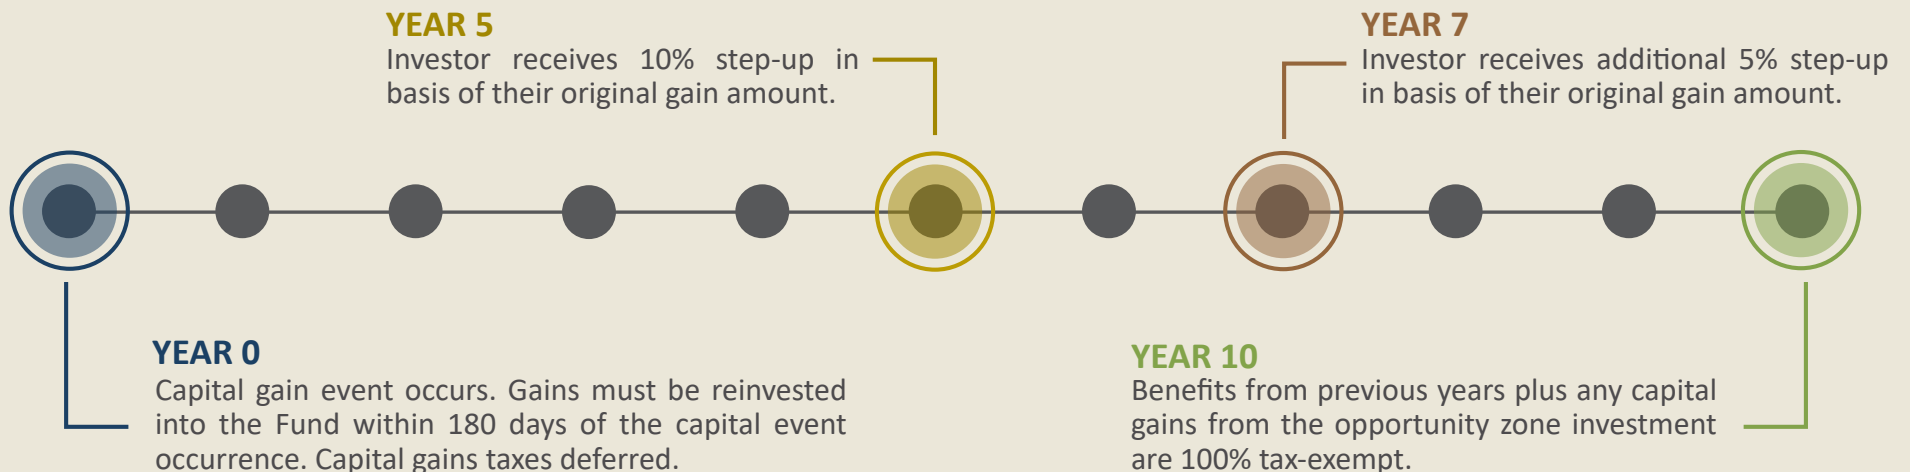 YEAR 5
Investor receives 10% step-up in
basis of their original gain amount.
YEAR 7
Investor receives additional 5% step-up
in basis of their original gain amount.
YEAR 0
Capital gain event occurs. Gains must be reinvested
into the Fund within 180 days of the capital event
occurrence. Capital gains taxes deferred.
YEAR 10
Benefits from previous years plus any capital
gains from the opportunity zone investment
are 100% tax-exempt.